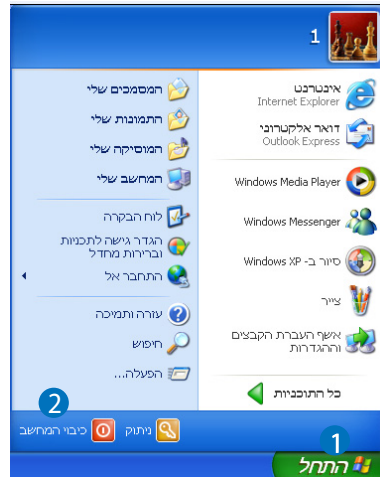 1
אינטרנט
Internet Explorer
דואר אלקטרוני
Outlook Express
Windows Media Player
Windows Messenger
סיור ב- Windows XP
צייר
אשף העברת הקבצים
וההגדרות
כל התוכניות
המסמכים שלי
התמונות שלי
המוסיקה שלי
המחשב שלי
לוח הבקרה
הגדר גישה לתכניות
וברירות מחדל
התחבר אל
עזרה ותמיכה
חיפוש
הפעלה...
ניתוק
כיבוי המחשב
2
1
התחל